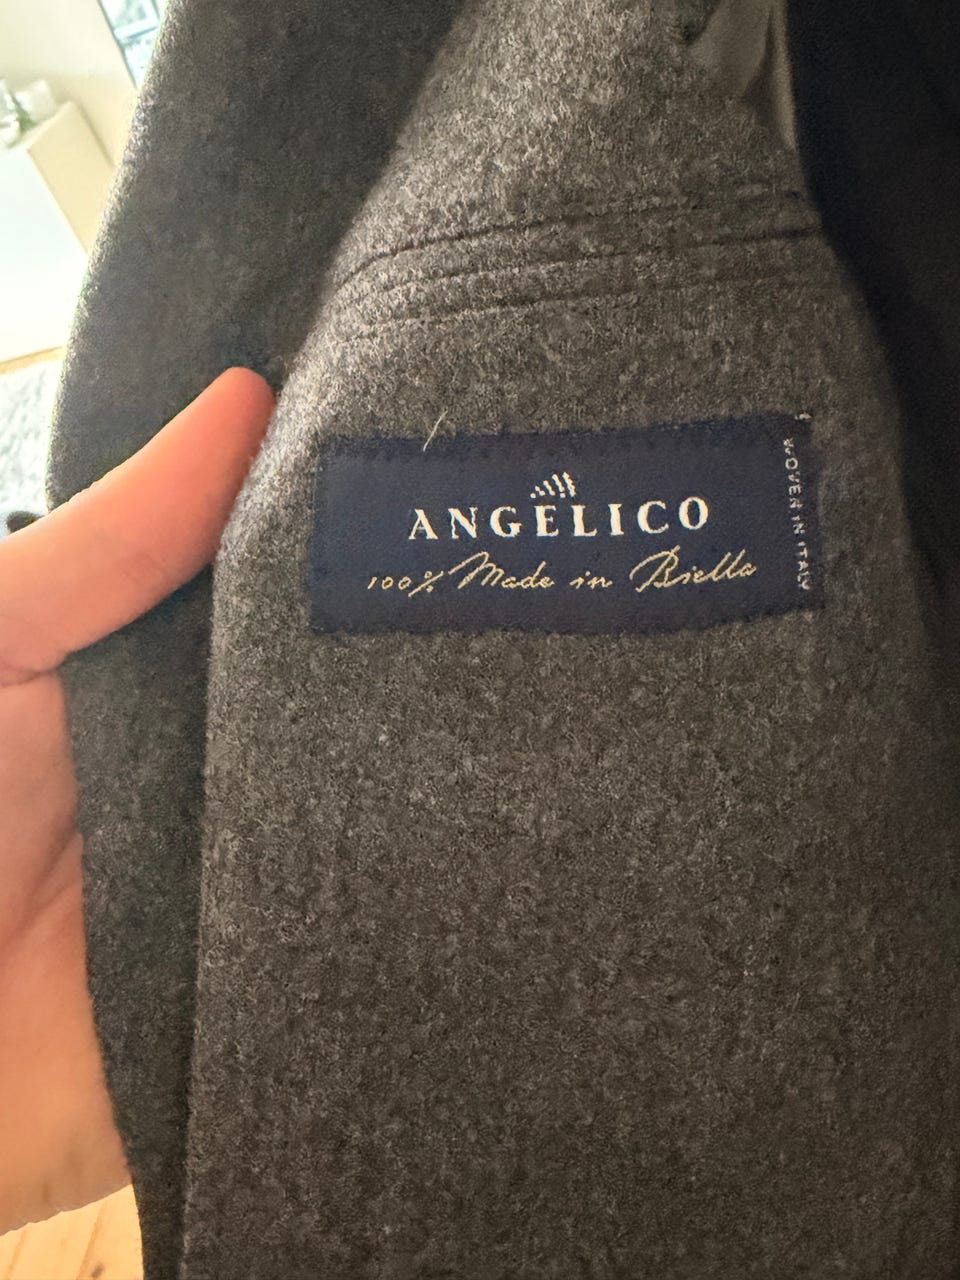 ANGELICO
100% Made in Biella
WOVEN IN ITALY